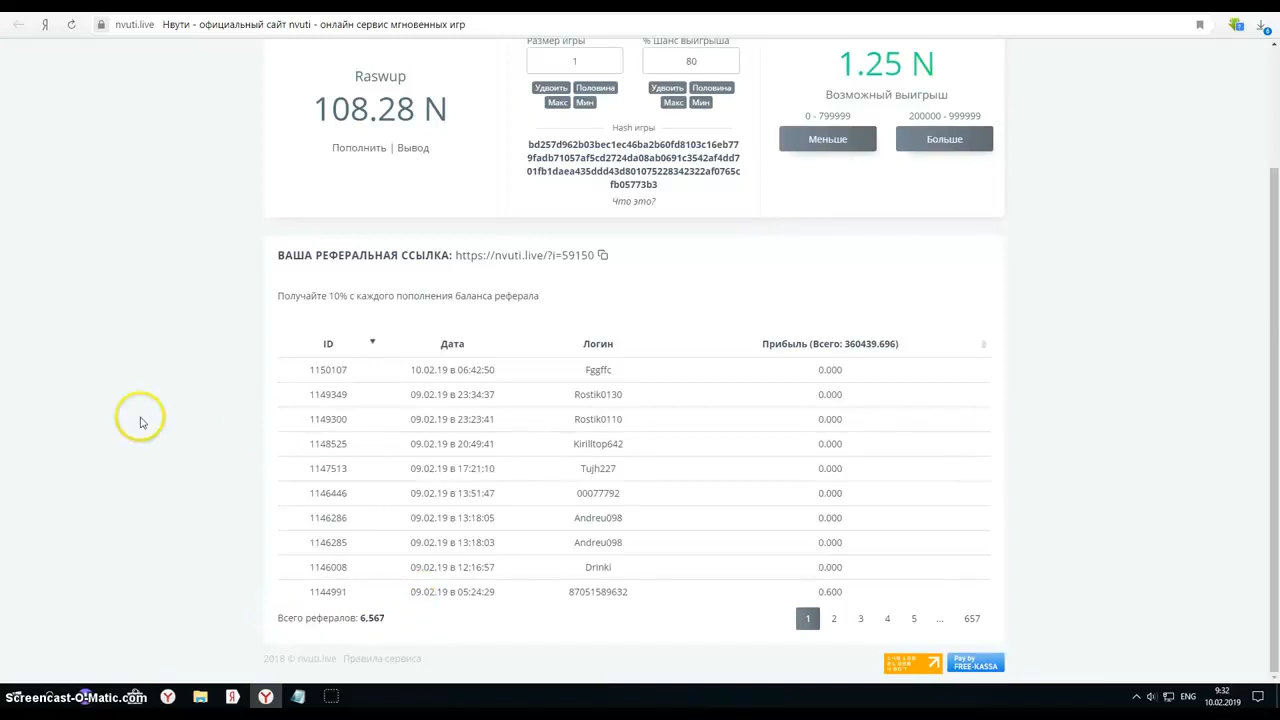 nvuti.live Нвути - официальный сайт nvuti - онлайн сервис мгновенных игр
Размер игры
% Шанс выигрыша
1
80
Удвоить Половина
Макс Мин
Удвоить Половина
Макс Мин
Raswup
108.28 N
Пополнить | Вывод
Hash игры
bd257d962b03bec1ec46ba2b60fd8103c16eb77
9fadb71057af5cd2724da08ab0691c3542af4dd7
01fb1daea435ddd43d801075228342322af0765c
fb05773b3
Что это?
1.25 N
Возможный выигрыш
0 - 799999
200000 - 999999
Меньше
Больше
ВАША РЕФЕРАЛЬНАЯ ССЫЛКА: https://nvuti.live/?i=59150
Получайте 10% с каждого пополнения баланса реферала
ID Дата Логин Прибыль (Всего: 360439.696)
1150107 10.02.19 в 06:42:50 Fggffc 0.000
1149349 09.02.19 в 23:34:37 Rostik0130 0.000
1149300 09.02.19 в 23:23:41 Rostik0110 0.000
1148525 09.02.19 в 20:49:41 Kirilltop642 0.000
1147513 09.02.19 в 17:21:10 Tujh227 0.000
1146446 09.02.19 в 13:51:47 00077792 0.000
1146286 09.02.19 в 13:18:05 Andreu098 0.000
1146285 09.02.19 в 13:18:03 Andreu098 0.000
1146008 09.02.19 в 12:16:57 Drinki 0.000
1144991 09.02.19 в 05:24:29 87051589632 0.600
Всего рефералов: 6,567
1 2 3 4 5 ... 657
2018 © nvuti.live Правила сервиса
Pay by
FREE-KASSA
Screencast-O-Matic.com
ENG
9:32
10.02.2019